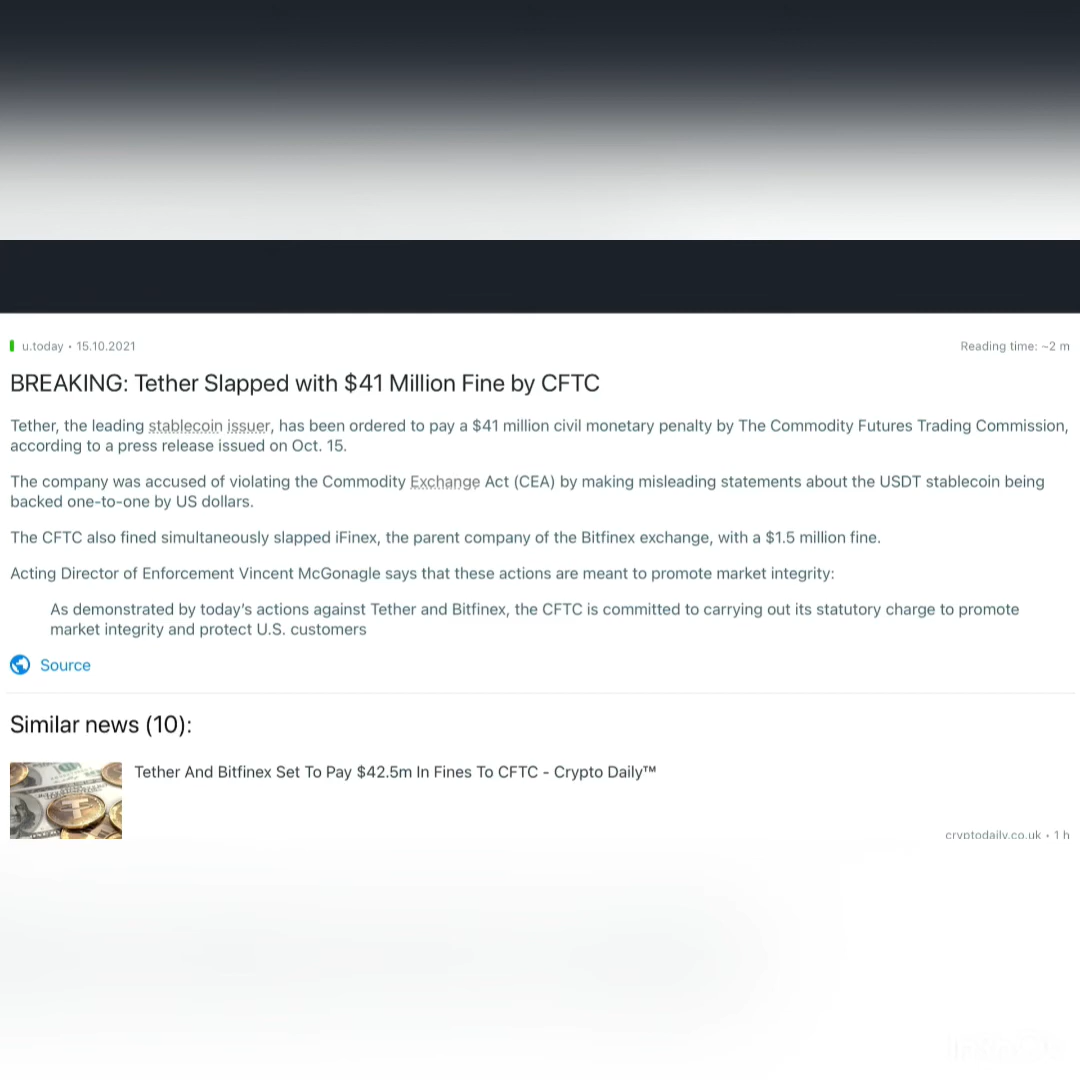 u.today • 15.10.2021
Reading time: ~2 m
BREAKING: Tether Slapped with $41 Million Fine by CFTC
Tether, the leading stablecoin issuer, has been ordered to pay a $41 million civil monetary penalty by The Commodity Futures Trading Commission,
according to a press release issued on Oct. 15.
The company was accused of violating the Commodity Exchange Act (CEA) by making misleading statements about the USDT stablecoin being
backed one-to-one by US dollars.
The CFTC also fined simultaneously slapped iFinex, the parent company of the Bitfinex exchange, with a $1.5 million fine.
Acting Director of Enforcement Vincent McGonagle says that these actions are meant to promote market integrity:
As demonstrated by today's actions against Tether and Bitfinex, the CFTC is committed to carrying out its statutory charge to promote
market integrity and protect U.S. customers
Source
Similar news (10):
Tether And Bitfinex Set To Pay $42.5m In Fines To CFTC - Crypto Daily™
cryptodaily.co.uk • 1 h